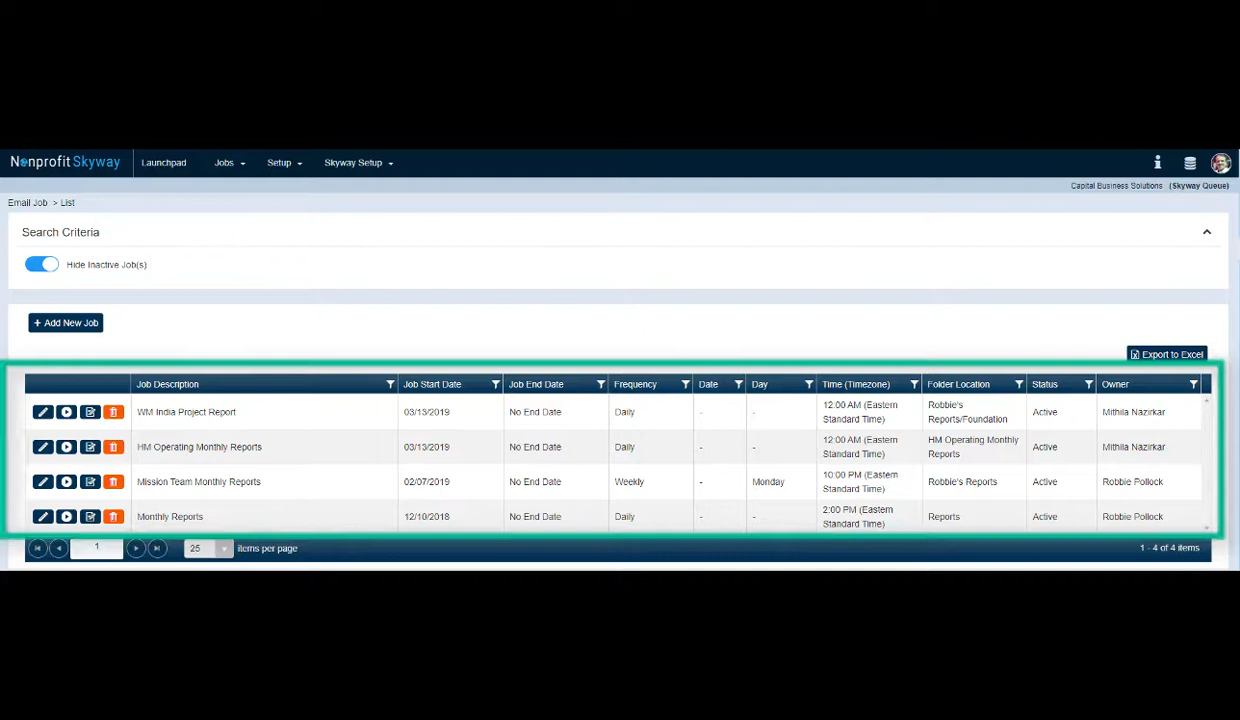 Nonprofit Skyway Launchpad Jobs Setup Skyway Setup
Capital Business Solutions (Skyway Queue)
Email Job > List
Search Criteria
Hide Inactive Job(s)
+ Add New Job
Export to Excel
Job Description Job Start Date Job End Date Frequency Date Day Time (Timezone) Folder Location Status Owner
WM India Project Report 03/13/2019 No End Date Daily - - 12:00 AM (Eastern Standard Time) Robbie's Reports/Foundation Active Mithila Nazirkar
HM Operating Monthly Reports 03/13/2019 No End Date Daily - - 12:00 AM (Eastern Standard Time) HM Operating Monthly Reports Active Mithila Nazirkar
Mission Team Monthly Reports 02/07/2019 No End Date Weekly - Monday 10:00 PM (Eastern Standard Time) Robbie's Reports Active Robbie Pollock
Monthly Reports 12/10/2018 No End Date Daily - - 2:00 PM (Eastern Standard Time) Reports Active Robbie Pollock
1 25 items per page 1 - 4 of 4 items